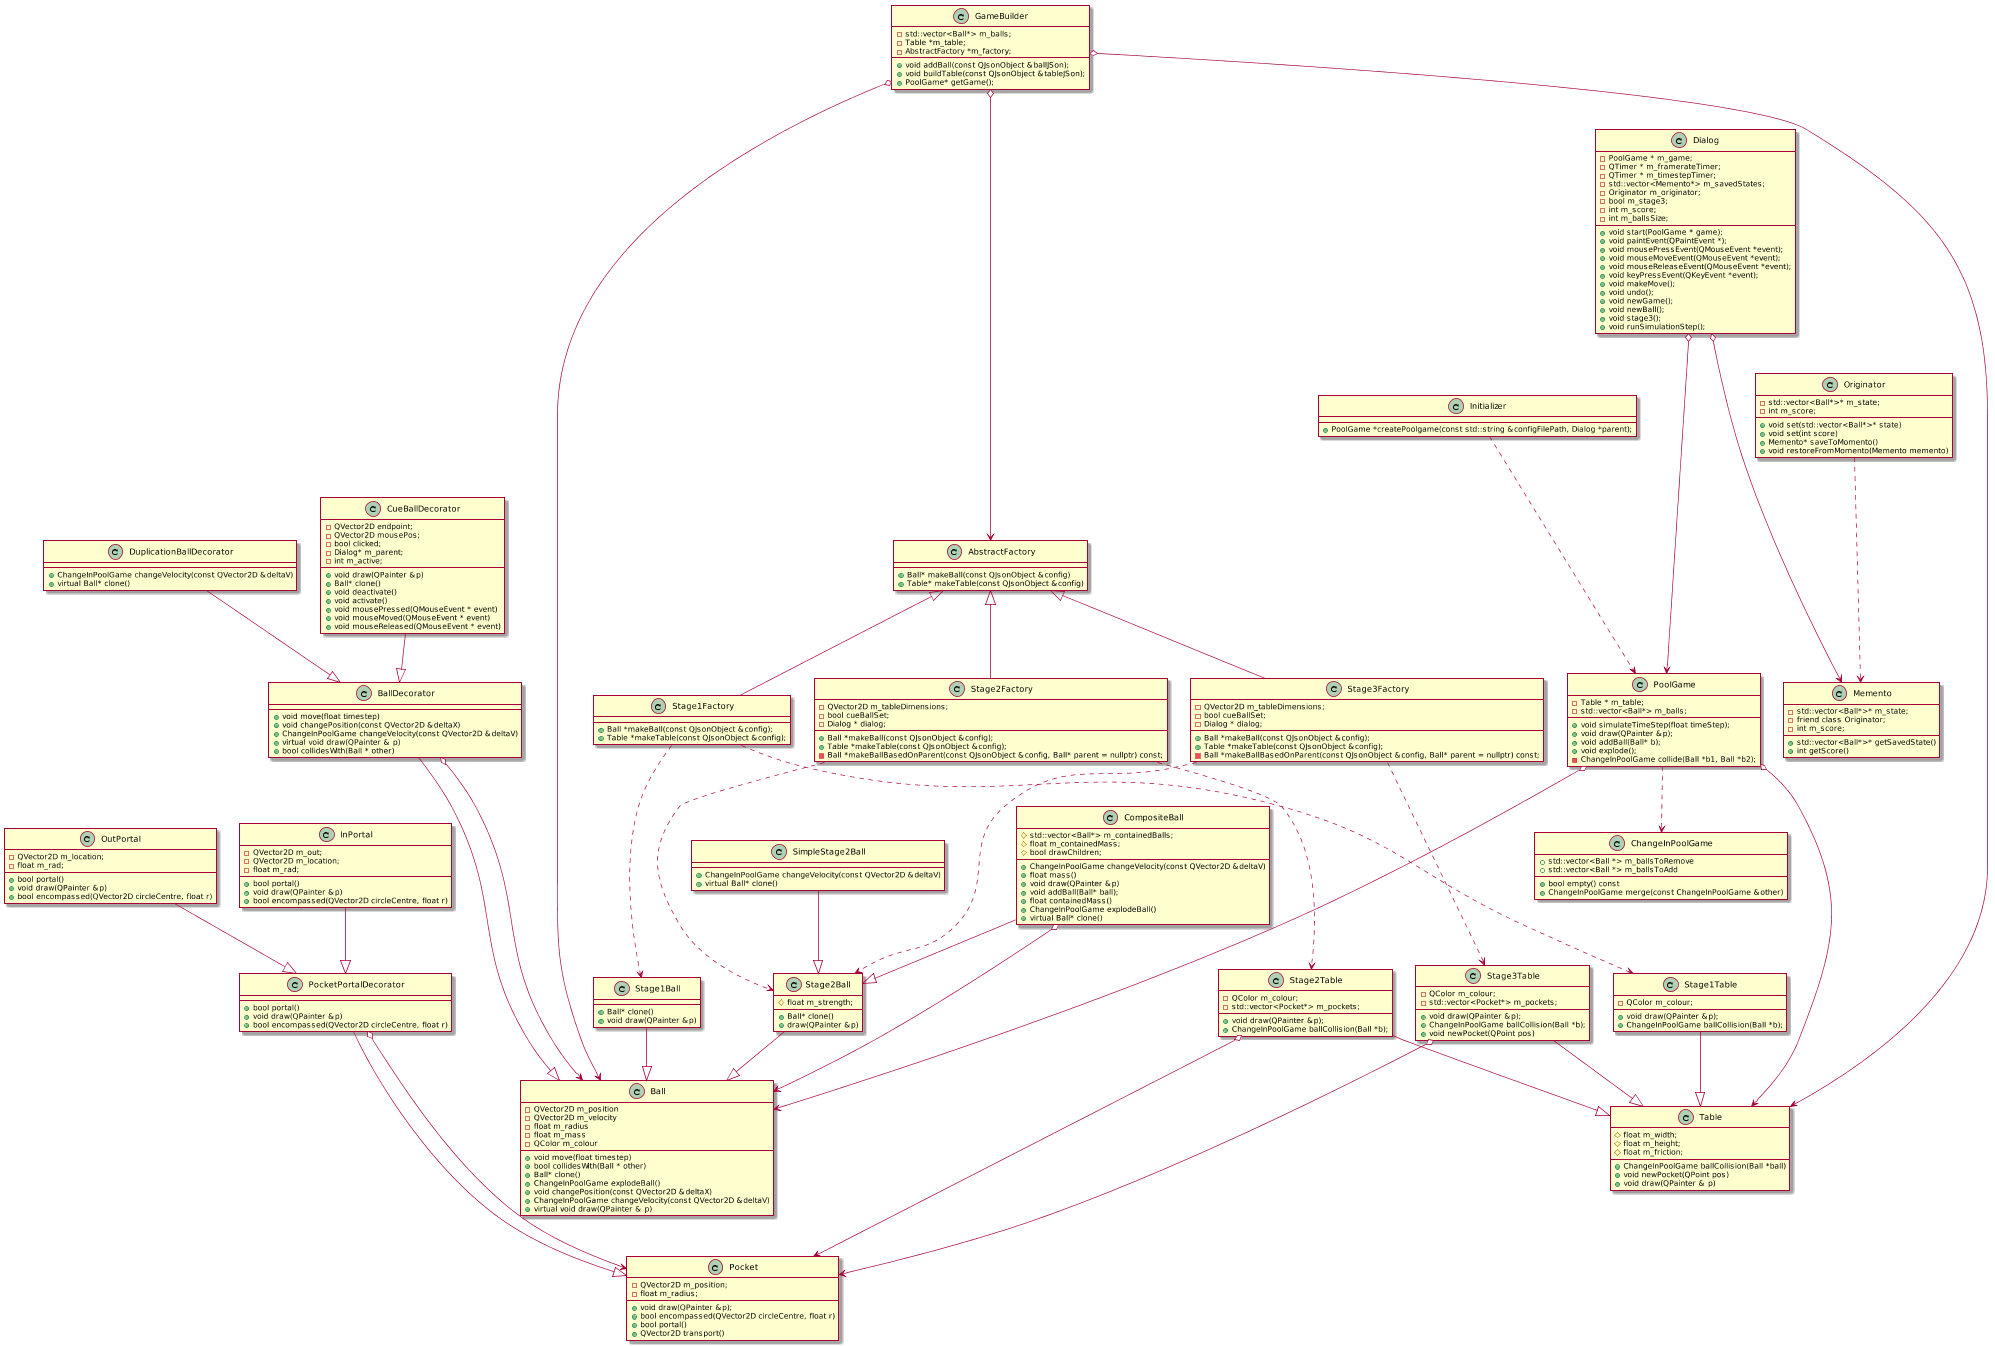 C GameBuilder
std::vector<Ball*> m_balls;
Table *m_table;
AbstractFactory *m_factory;
void addBall(const QJsonObject &ballJSon);
void buildTable(const QJsonObject &tableJSon);
PoolGame* getGame();
C Dialog
PoolGame * m_game;
QTimer * m_framerateTimer;
QTimer * m_timestepTimer;
std::vector<Memento*> m_savedStates;
Originator m_originator;
bool m_stage3;
int m_score;
int m_ballsSize;
void start(PoolGame * game);
void paintEvent(QPaintEvent *);
void mousePressEvent(QMouseEvent *event);
void mouseMoveEvent(QMouseEvent *event);
void mouseReleaseEvent(QMouseEvent *event);
void keyPressEvent(QKeyEvent *event);
void makeMove();
void undo();
void newGame();
void newBall();
void stage3();
void runSimulationStep();
C Initializer
PoolGame *createPoolgame(const std::string &configFilePath, Dialog *parent);
C Originator
std::vector<Ball*>* m_state;
int m_score;
void set(std::vector<Ball*>* state)
void set(int score)
Memento* saveToMomento()
void restoreFromMomento(Memento memento)
C DuplicationBallDecorator
ChangeInPoolGame changeVelocity(const QVector2D &deltaV)
virtual Ball* clone()
C CueBallDecorator
QVector2D endpoint;
QVector2D mousePos;
bool clicked;
Dialog* m_parent;
int m_active;
void draw(QPainter &p)
Ball* clone()
void deactivate()
void activate()
void mousePressed(QMouseEvent * event)
void mouseMoved(QMouseEvent * event)
void mouseReleased(QMouseEvent * event)
C AbstractFactory
Ball* makeBall(const QJsonObject &config)
Table* makeTable(const QJsonObject &config)
C BallDecorator
void move(float timestep)
void changePosition(const QVector2D &deltaX)
ChangeInPoolGame changeVelocity(const QVector2D &deltaV)
virtual void draw(QPainter & p)
bool collidesWith(Ball * other)
C Stage1Factory
Ball *makeBall(const QJsonObject &config);
Table *makeTable(const QJsonObject &config);
C Stage2Factory
QVector2D m_tableDimensions;
bool cueBallSet;
Dialog * dialog;
Ball *makeBall(const QJsonObject &config);
Table *makeTable(const QJsonObject &config);
Ball *makeBallBasedOnParent(const QJsonObject &config, Ball* parent = nullptr) const;
C Stage3Factory
QVector2D m_tableDimensions;
bool cueBallSet;
Dialog * dialog;
Ball *makeBall(const QJsonObject &config);
Table *makeTable(const QJsonObject &config);
Ball *makeBallBasedOnParent(const QJsonObject &config, Ball* parent = nullptr) const;
C PoolGame
Table * m_table;
std::vector<Ball*> m_balls;
void simulateTimeStep(float timeStep);
void draw(QPainter &p);
void addBall(Ball* b);
void explode();
ChangeInPoolGame collide(Ball *b1, Ball *b2);
C Memento
std::vector<Ball*>* m_state;
friend class Originator;
int m_score;
std::vector<Ball*>* getSavedState()
int getScore()
C OutPortal
QVector2D m_location;
float m_rad;
bool portal()
void draw(QPainter &p)
bool encompassed(QVector2D circleCentre, float r)
C InPortal
QVector2D m_out;
QVector2D m_location;
float m_rad;
bool portal()
void draw(QPainter &p)
bool encompassed(QVector2D circleCentre, float r)
C SimpleStage2Ball
ChangeInPoolGame changeVelocity(const QVector2D &deltaV)
virtual Ball* clone()
C CompositeBall
std::vector<Ball*> m_containedBalls;
float m_containedMass;
bool drawChildren;
ChangeInPoolGame changeVelocity(const QVector2D &deltaV)
float mass()
void draw(QPainter &p)
void addBall(Ball* ball);
float containedMass()
ChangeInPoolGame explodeBall()
virtual Ball* clone()
C ChangeInPoolGame
std::vector<Ball *> m_ballsToRemove
std::vector<Ball *> m_ballsToAdd
bool empty() const
ChangeInPoolGame merge(const ChangeInPoolGame &other)
C PocketPortalDecorator
bool portal()
void draw(QPainter &p)
bool encompassed(QVector2D circleCentre, float r)
C Stage1Ball
Ball* clone()
void draw(QPainter &p)
C Stage2Ball
float m_strength;
Ball* clone()
draw(QPainter &p)
C Stage2Table
QColor m_colour;
std::vector<Pocket*> m_pockets;
void draw(QPainter &p);
ChangeInPoolGame ballCollision(Ball *b);
C Stage3Table
QColor m_colour;
std::vector<Pocket*> m_pockets;
void draw(QPainter &p);
ChangeInPoolGame ballCollision(Ball *b);
void newPocket(QPoint pos)
C Stage1Table
QColor m_colour;
void draw(QPainter &p);
ChangeInPoolGame ballCollision(Ball *b);
C Ball
QVector2D m_position
QVector2D m_velocity
float m_radius
float m_mass
QColor m_colour
void move(float timestep)
bool collidesWith(Ball * other)
Ball* clone()
ChangeInPoolGame explodeBall()
void changePosition(const QVector2D &deltaX)
ChangeInPoolGame changeVelocity(const QVector2D &deltaV)
virtual void draw(QPainter & p)
C Table
float m_width;
float m_height;
float m_friction;
ChangeInPoolGame ballCollision(Ball *ball)
void newPocket(QPoint pos)
void draw(QPainter & p)
C Pocket
QVector2D m_position;
float m_radius;
void draw(QPainter &p);
bool encompassed(QVector2D circleCentre, float r)
bool portal()
QVector2D transport()